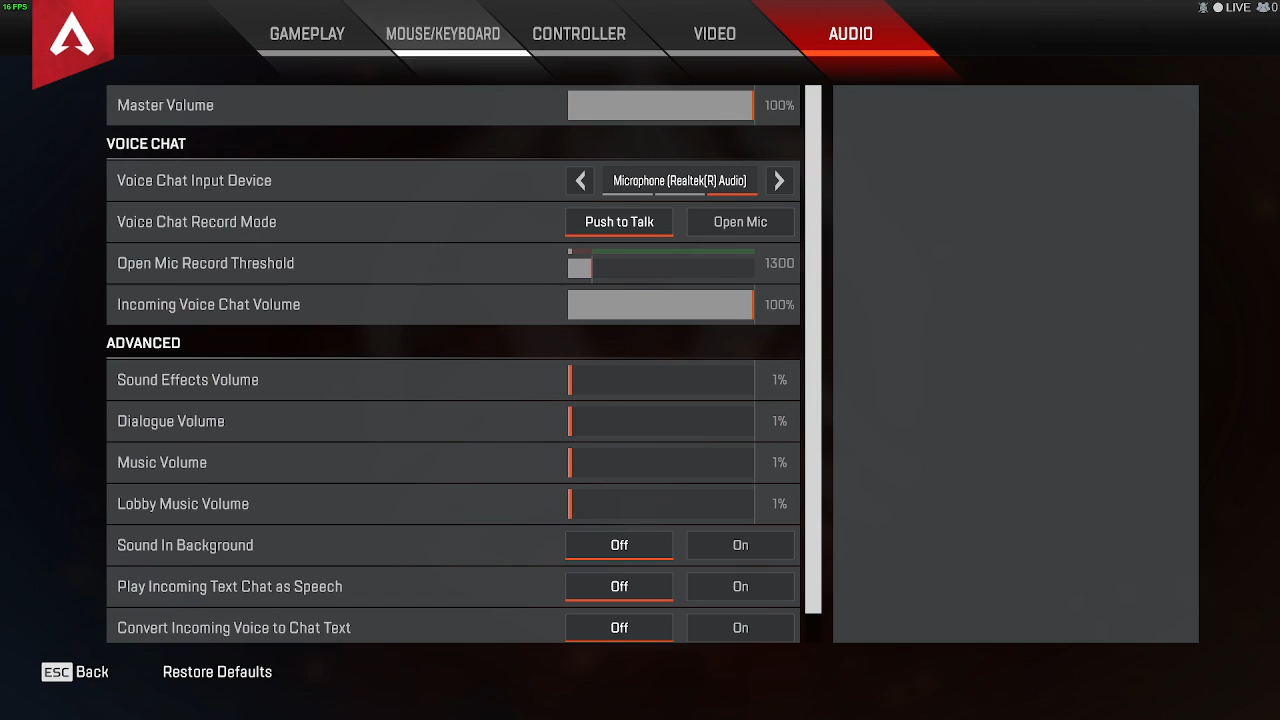 16 FPS
LIVE 0
GAMEPLAY
MOUSE/KEYBOARD
CONTROLLER
VIDEO
AUDIO
Master Volume 100%
VOICE CHAT
Voice Chat Input Device Microphone (Realtek(R) Audio)
Voice Chat Record Mode Push to Talk Open Mic
Open Mic Record Threshold 1300
Incoming Voice Chat Volume 100%
ADVANCED
Sound Effects Volume 1%
Dialogue Volume 1%
Music Volume 1%
Lobby Music Volume 1%
Sound In Background Off On
Play Incoming Text Chat as Speech Off On
Convert Incoming Voice to Chat Text Off On
ESC Back Restore Defaults